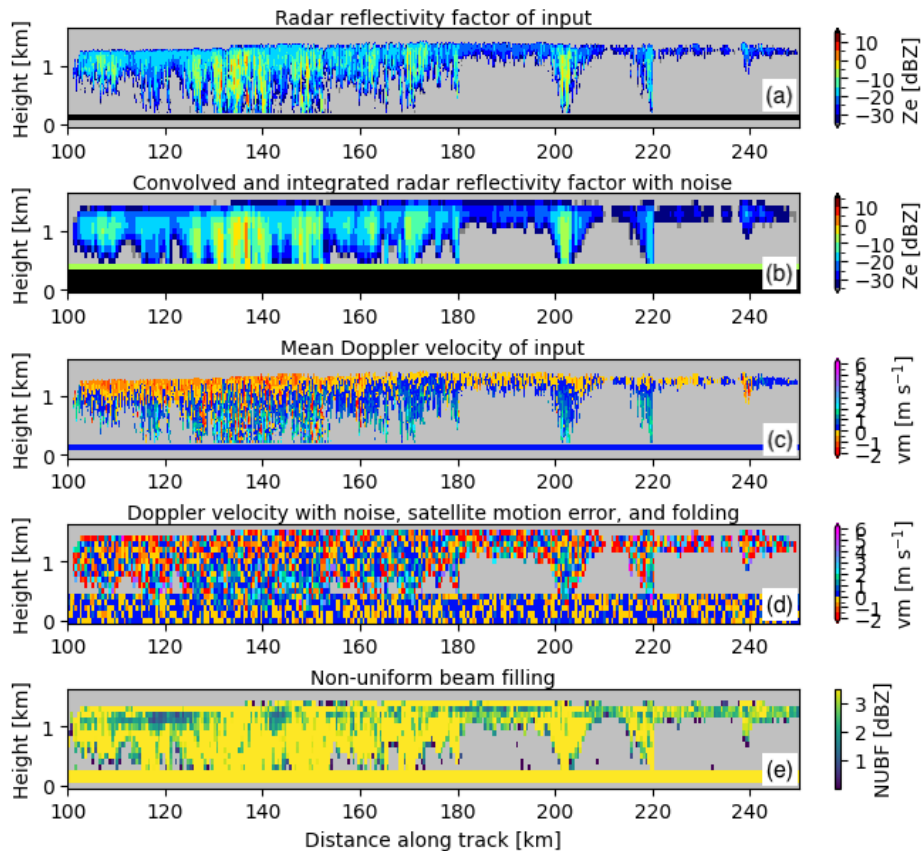 Radar reflectivity factor of input
Height [km]
1
0
(a)
10
0
−10
−20
−30
Ze [dBZ]
100 120 140 160 180 200 220 240
Convolved and integrated radar reflectivity factor with noise
Height [km]
1
0
(b)
10
0
−10
−20
−30
Ze [dBZ]
100 120 140 160 180 200 220 240
Mean Doppler velocity of input
Height [km]
1
0
(c)
6
5
4
3
2
1
0
−1
−2
vm [m s⁻¹]
100 120 140 160 180 200 220 240
Doppler velocity with noise, satellite motion error, and folding
Height [km]
1
0
(d)
6
5
4
3
2
1
0
−1
−2
vm [m s⁻¹]
100 120 140 160 180 200 220 240
Non-uniform beam filling
Height [km]
1
0
(e)
3
2
1
NUBF [dBZ]
100 120 140 160 180 200 220 240
Distance along track [km]